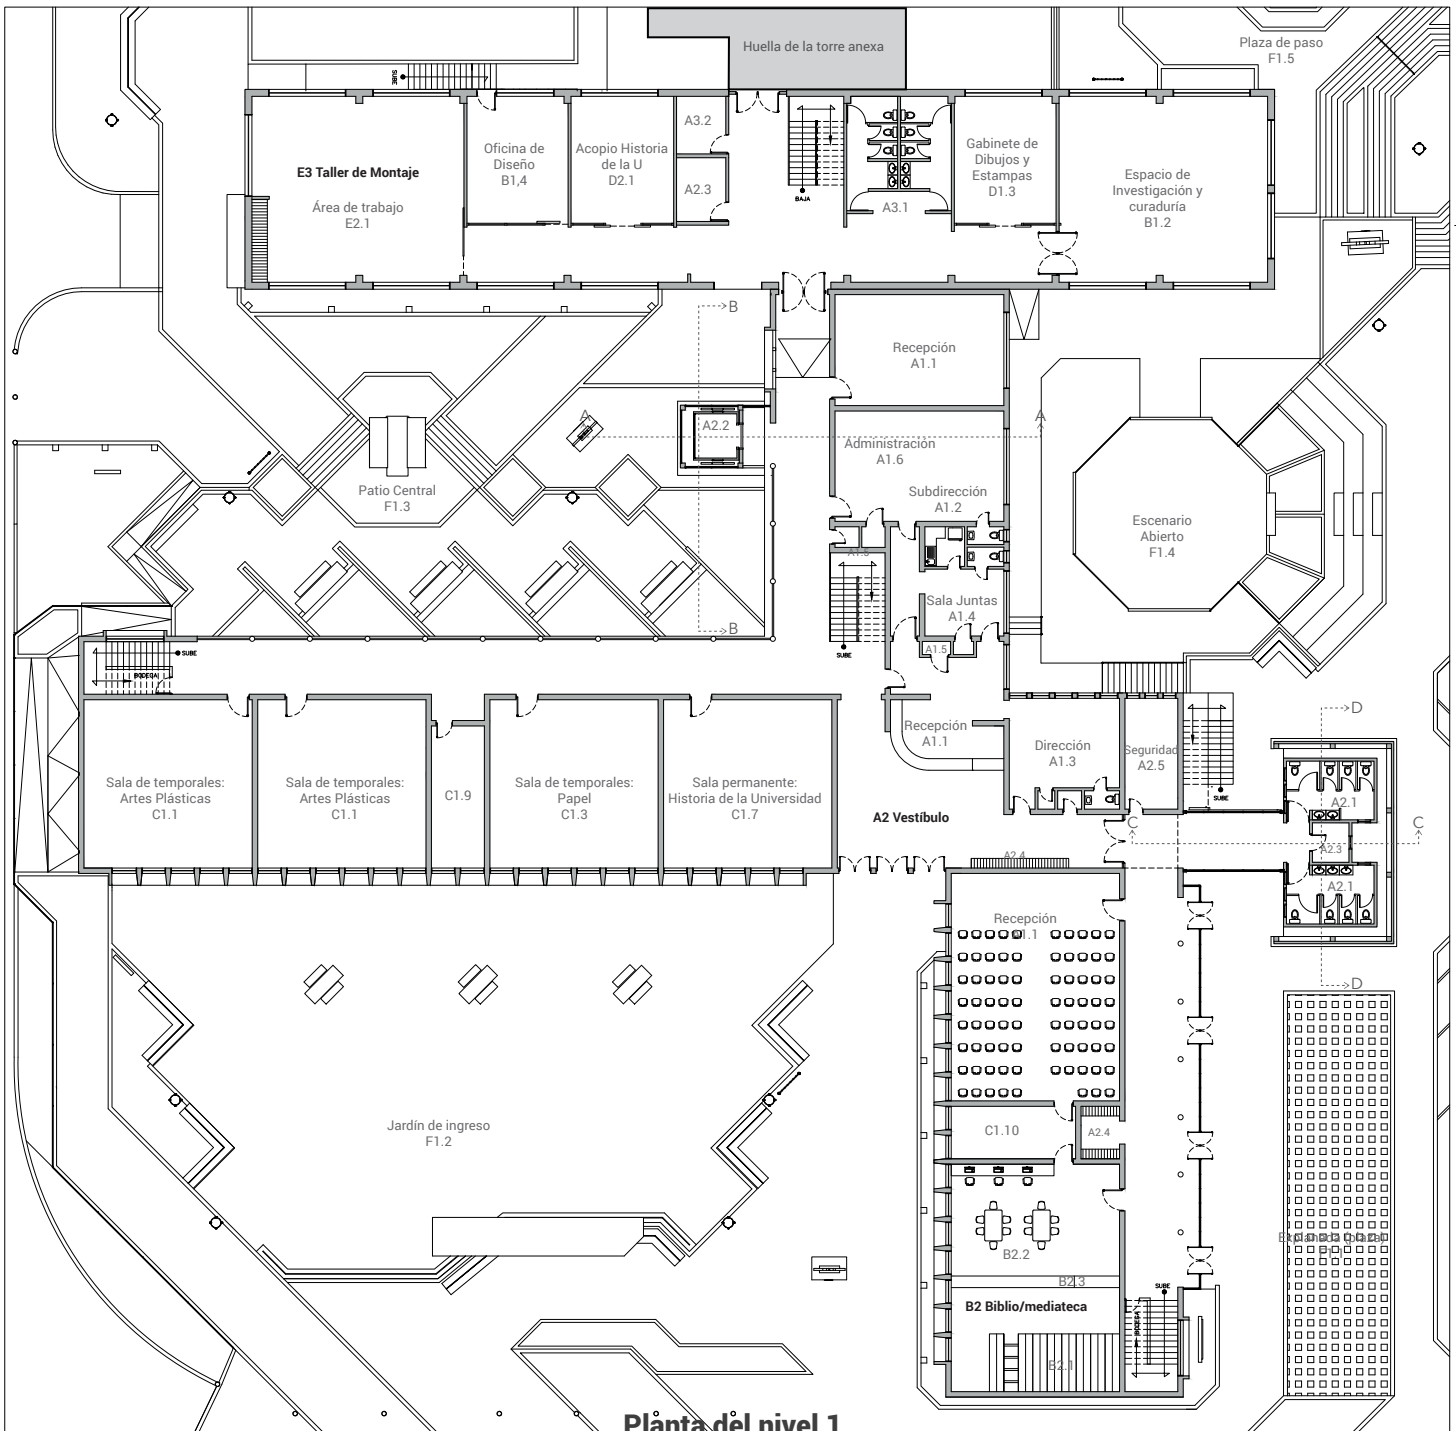 Huella de la torre anexa
Plaza de paso
F1.5
SUBE
E3 Taller de Montaje
Área de trabajo
E2.1
Oficina de
Diseño
B1,4
Acopio Historia
de la U
D2.1
A3.2
A2.3
BAJA
A3.1
Gabinete de
Dibujos y
Estampas
D1.3
Espacio de
Investigación y
curaduría
B1.2
B
Recepción
A1.1
A
A2.2
A
Administración
A1.6
Subdirección
A1.2
Patio Central
F1.3
Escenario
Abierto
F1.4
A1.5
Sala Juntas
A1.4
A1.5
B
SUBE
SUBE
BODEGA
Recepción
A1.1
Dirección
A1.3
Seguridad
A2.5
D
SUBE
Sala de temporales:
Artes Plásticas
C1.1
Sala de temporales:
Artes Plásticas
C1.1
C1.9
Sala de temporales:
Papel
C1.3
Sala permanente:
Historia de la Universidad
C1.7
A2 Vestíbulo
A2.4
C
C
A2.1
A2.3
A2.1
D
Recepción
A1.1
C1.10
A2.4
Jardín de ingreso
F1.2
B2.2
B2.3
B2 Biblio/mediateca
B2.1
SUBE
BODEGA
Explanada (plaza)
F1.1
Planta del nivel 1